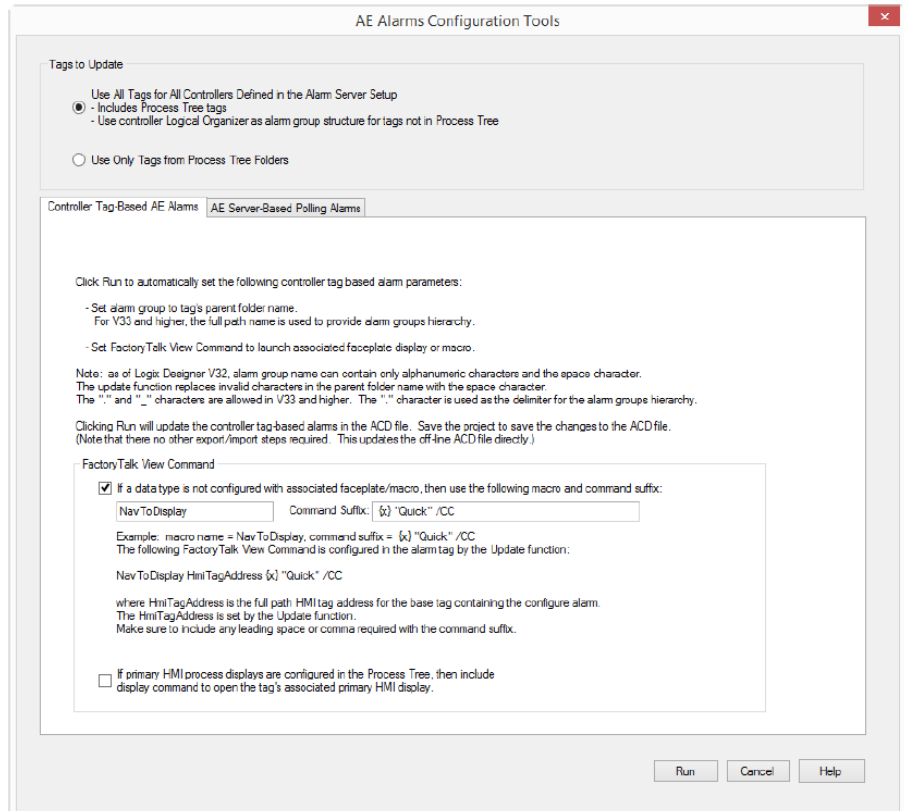 AE Alarms Configuration Tools
Tags to Update
Use All Tags for All Controllers Defined in the Alarm Server Setup
- Includes Process Tree tags
- Use controller Logical Organizer as alarm group structure for tags not in Process Tree
Use Only Tags from Process Tree Folders
Controller Tag-Based AE Alarms AE Server-Based Polling Alarms
Click Run to automatically set the following controller tag based alarm parameters:
- Set alarm group to tag's parent folder name.
For V33 and higher, the full path name is used to provide alarm groups hierarchy.
- Set FactoryTalk View Command to launch associated faceplate display or macro.
Note: as of Logix Designer V32, alarm group name can contain only alphanumeric characters and the space character.
The update function replaces invalid characters in the parent folder name with the space character.
The "." and "_" characters are allowed in V33 and higher. The "." character is used as the delimiter for the alarm groups hierarchy.
Clicking Run will update the controller tag-based alarms in the ACD file. Save the project to save the changes to the ACD file.
(Note that there no other export/import steps required. This updates the off-line ACD file directly.)
FactoryTalk View Command
If a data type is not configured with associated faceplate/macro, then use the following macro and command suffix:
NavToDisplay Command Suffix: {x} "Quick" /CC
Example: macro name = NavToDisplay, command suffix = {x} "Quick" /CC
The following FactoryTalk View Command is configured in the alarm tag by the Update function:
NavToDisplay HmiTagAddress {x} "Quick" /CC
where HmiTagAddress is the full path HMI tag address for the base tag containing the configure alarm.
The HmiTagAddress is set by the Update function.
Make sure to include any leading space or comma required with the command suffix.
If primary HMI process displays are configured in the Process Tree, then include
display command to open the tag's associated primary HMI display.
Run Cancel Help